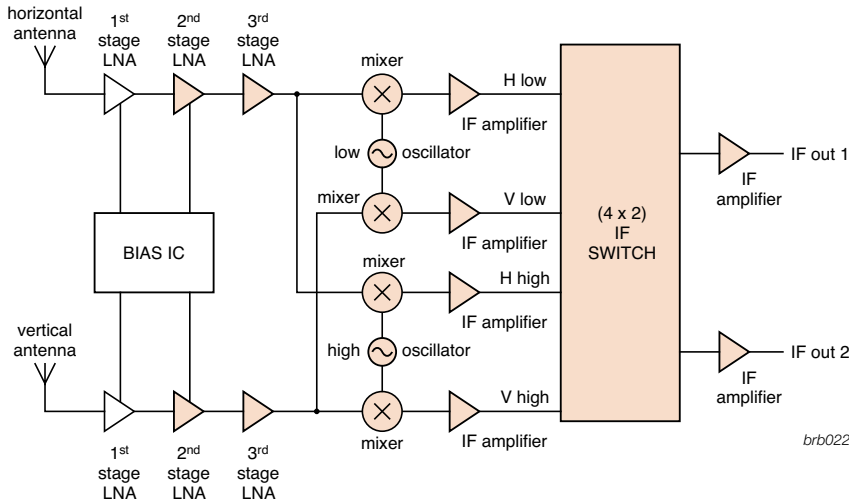 horizontal
antenna
1st
stage
LNA
2nd
stage
LNA
3rd
stage
LNA
mixer
H low
IF amplifier
low
oscillator
mixer
V low
IF amplifier
BIAS IC
mixer
H high
IF amplifier
high
oscillator
V high
mixer
IF amplifier
(4 x 2)
IF
SWITCH
IF out 1
IF
amplifier
IF out 2
IF
amplifier
vertical
antenna
1st
stage
LNA
2nd
stage
LNA
3rd
stage
LNA
brb022